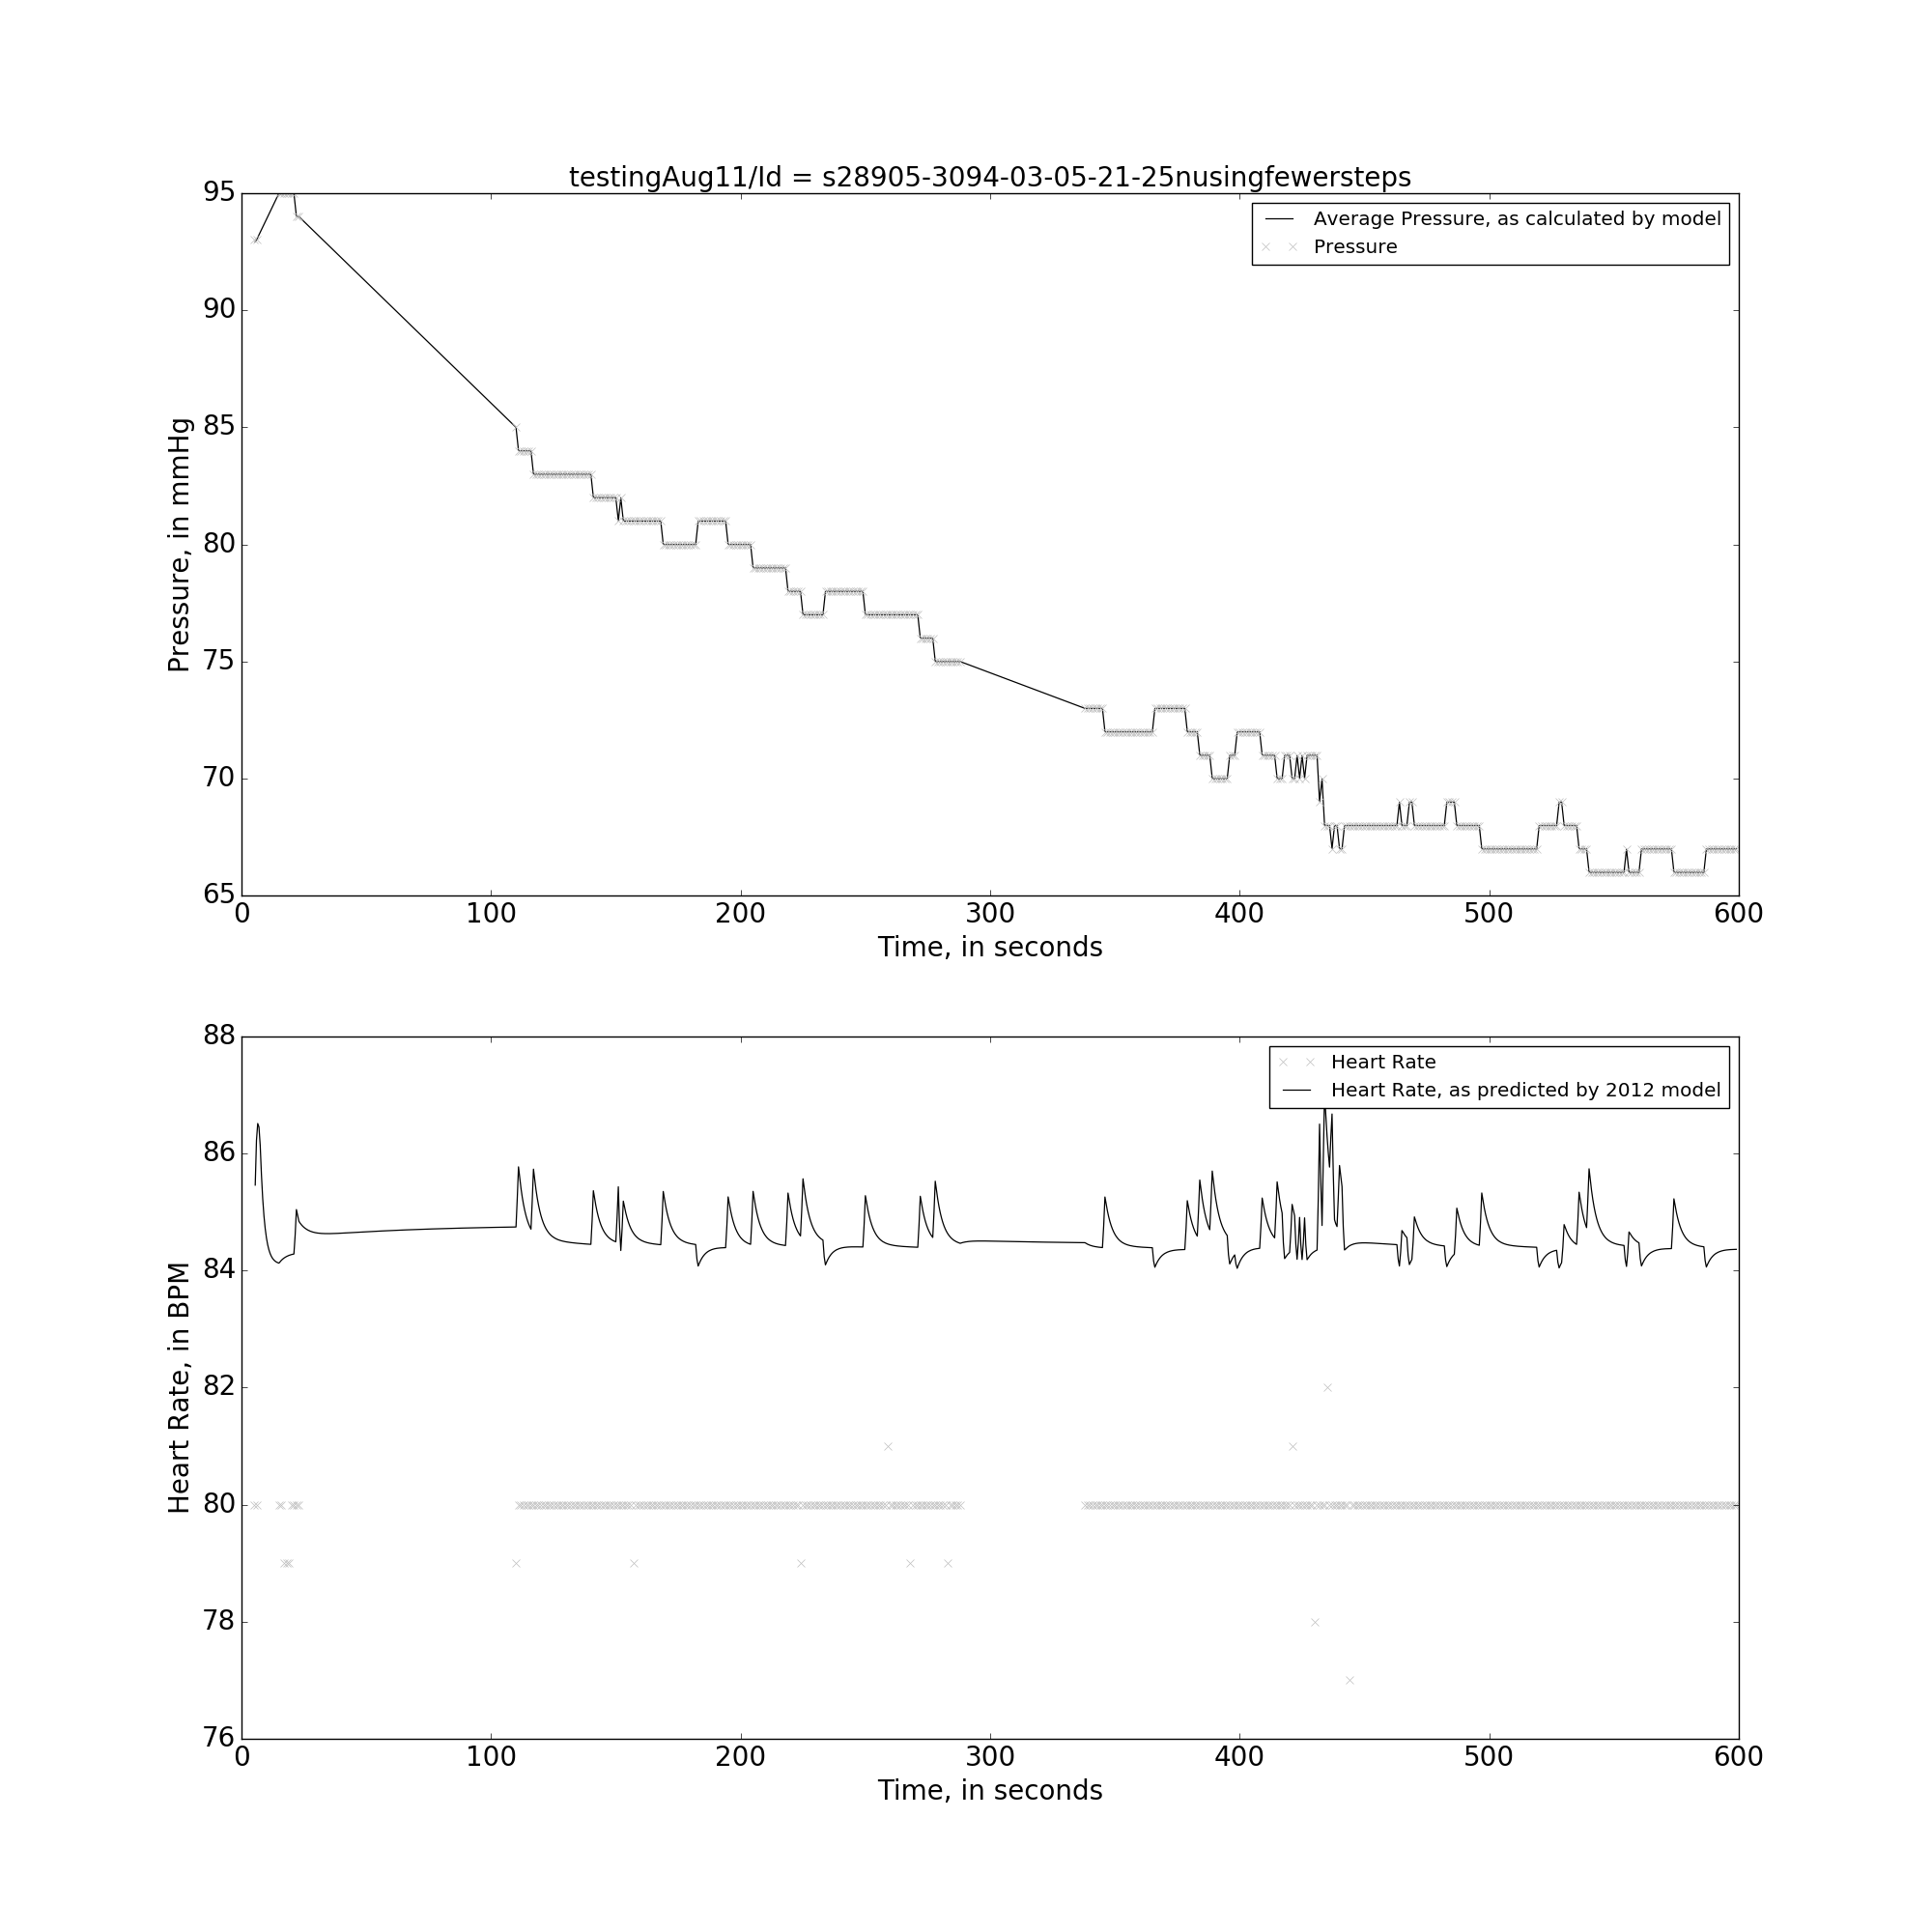 testingAug11/Id = s28905-3094-03-05-21-25nusingfewersteps
Average Pressure, as calculated by model
Pressure
95
90
85
80
75
70
65
Pressure, in mmHg
0 100 200 300 400 500 600
Time, in seconds
Heart Rate
Heart Rate, as predicted by 2012 model
88
86
84
82
80
78
76
Heart Rate, in BPM
0 100 200 300 400 500 600
Time, in seconds